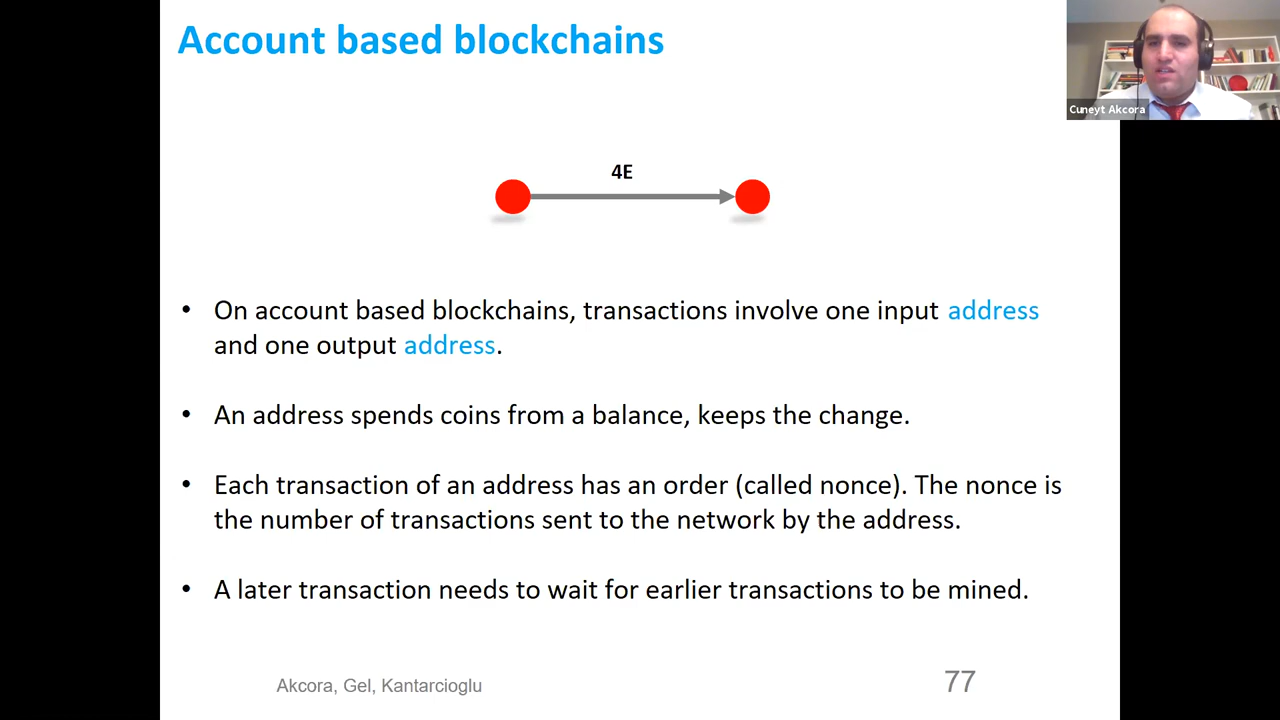 Account based blockchains
Cuneyt Akcora
4E
• On account based blockchains, transactions involve one input address
and one output address.
• An address spends coins from a balance, keeps the change.
• Each transaction of an address has an order (called nonce). The nonce is
the number of transactions sent to the network by the address.
• A later transaction needs to wait for earlier transactions to be mined.
Akcora, Gel, Kantarcioglu
77